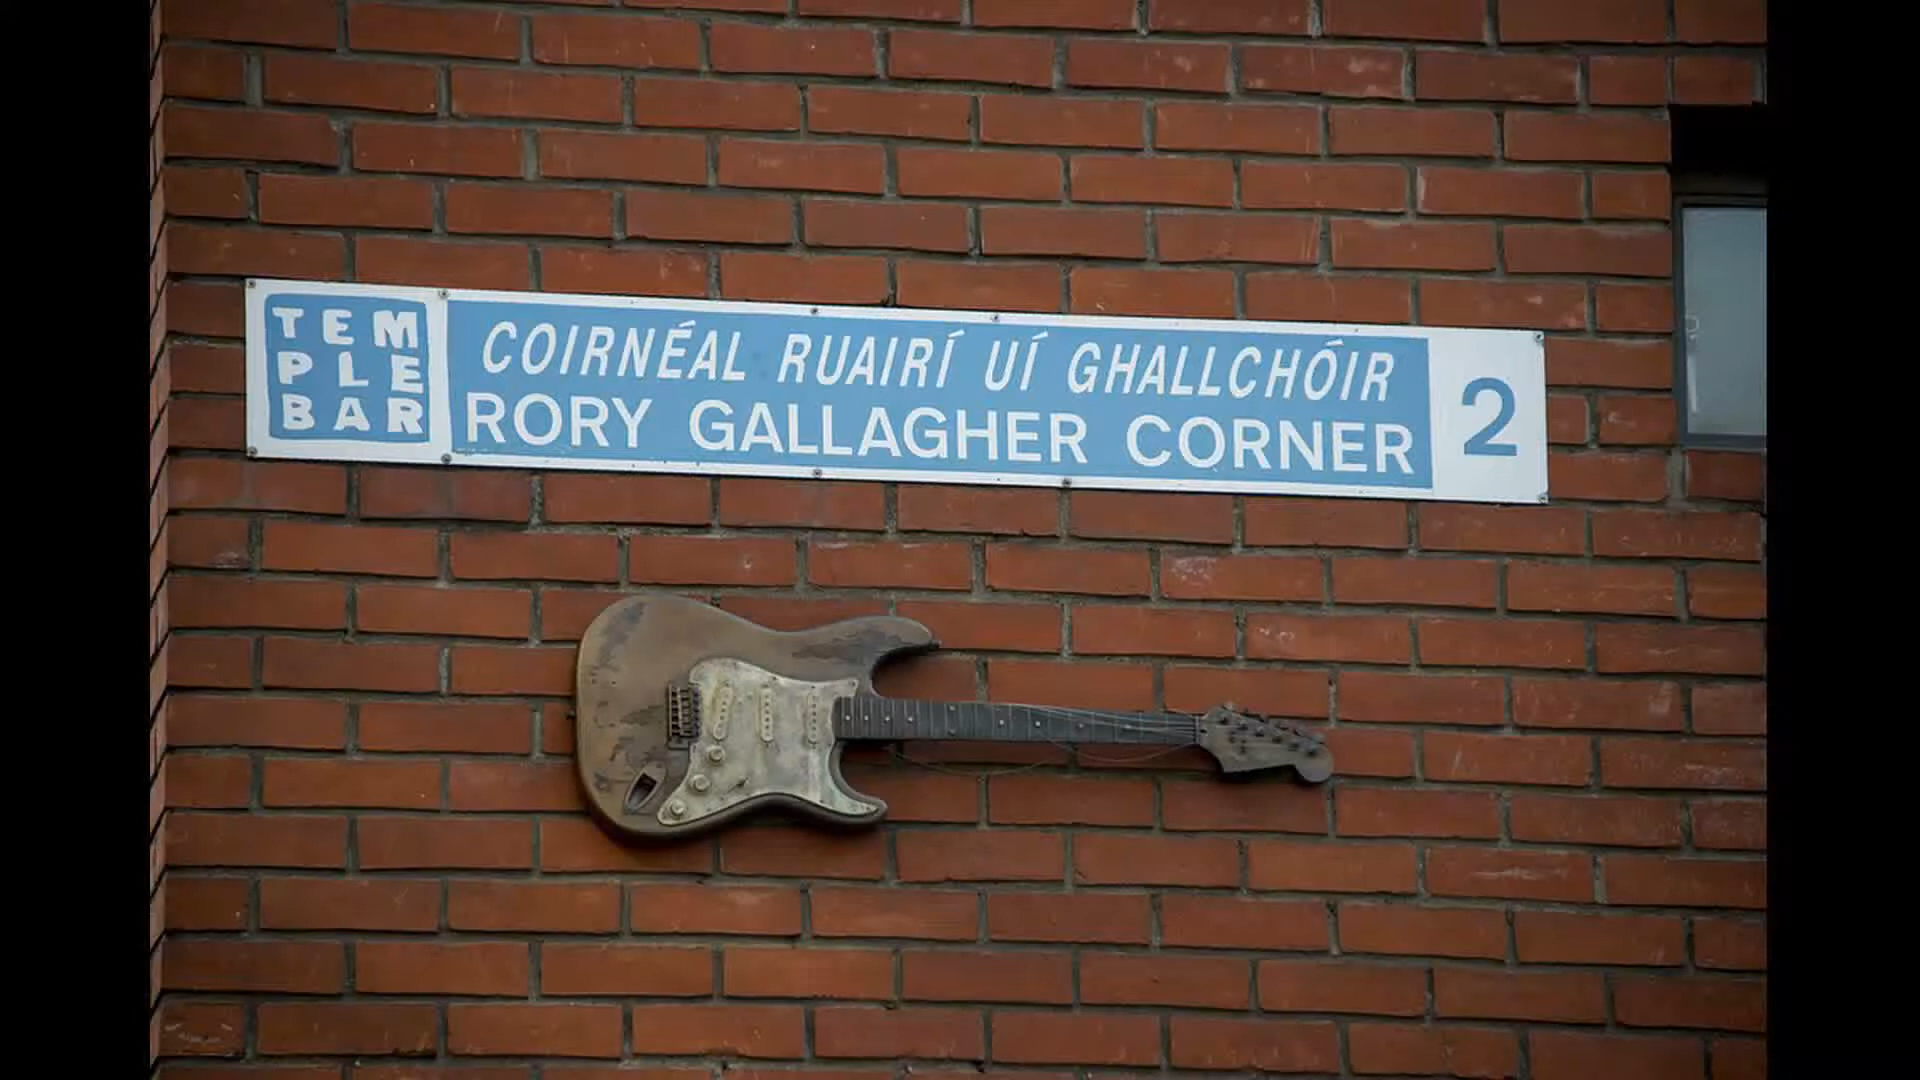 TEM
PLE
BAR
COIRNÉAL RUAIRÍ UÍ GHALLCHÓIR
RORY GALLAGHER CORNER
2